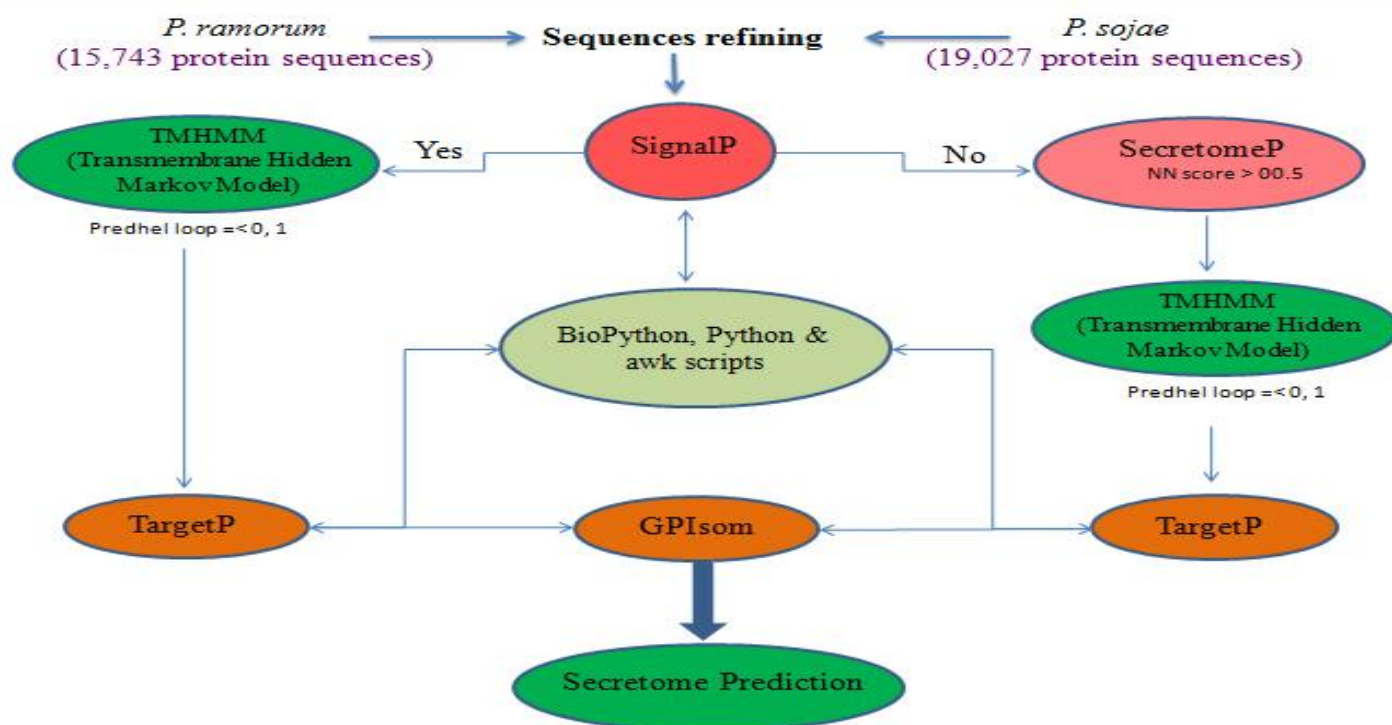 P. ramorum
(15,743 protein sequences)
Sequences refining
P. sojae
(19,027 protein sequences)
TMHMM
(Transmembrane Hidden
Markov Model)
Yes
SignalP
No
SecretomeP
NN score > 00.5
Predhel loop =<0, 1
BioPython, Python &
awk scripts
TMHMM
(Transmembrane Hidden
Markov Model)
Predhel loop =<0, 1
TargetP
GPIsom
TargetP
Secretome Prediction